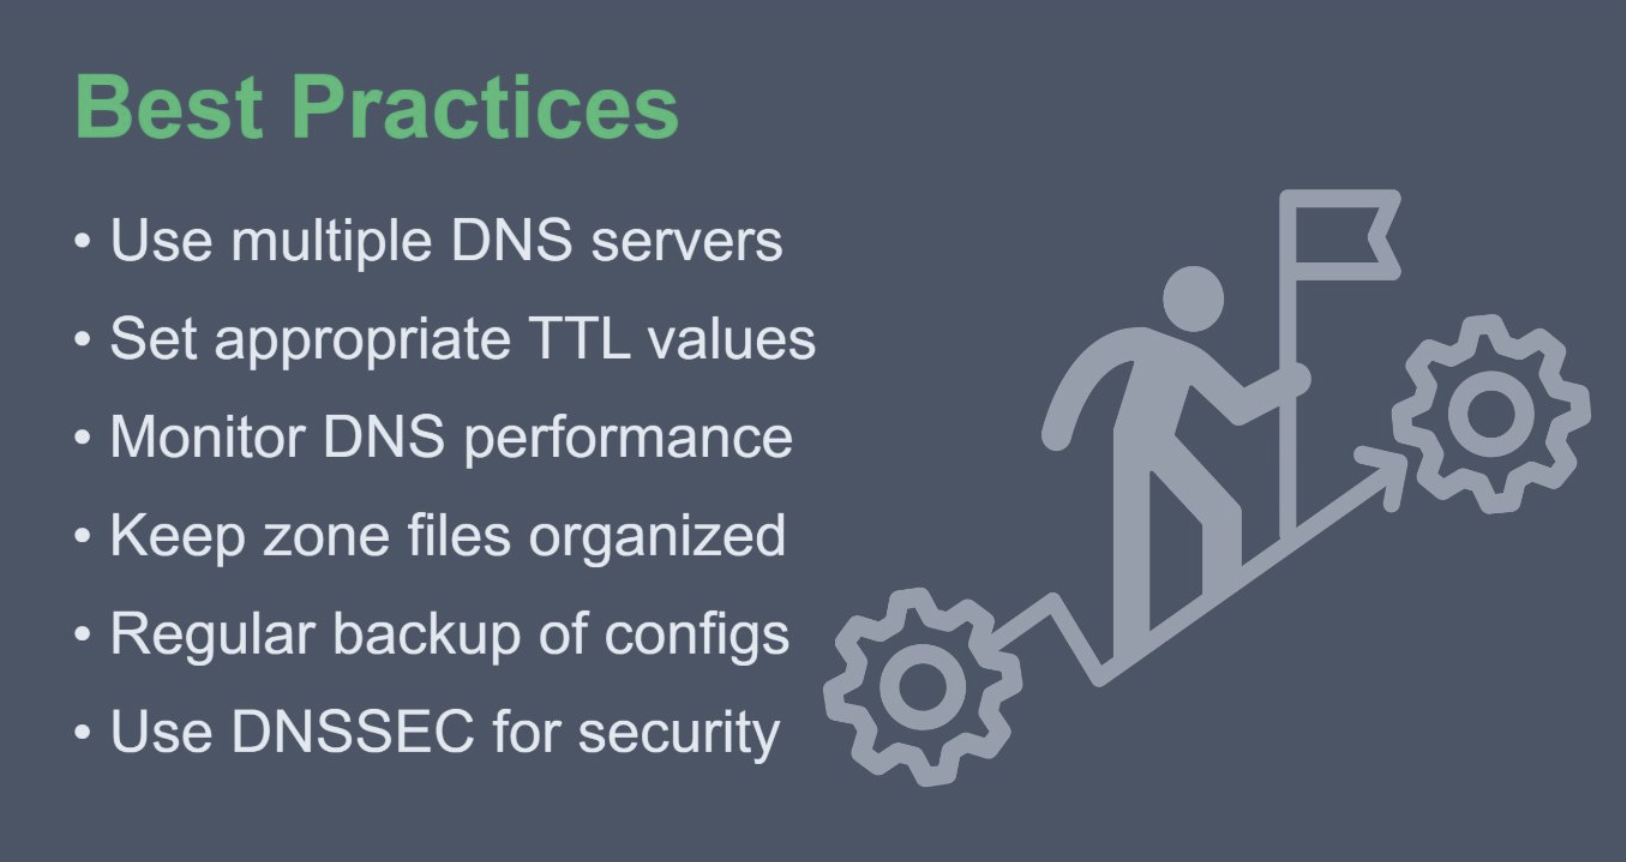 Best Practices
• Use multiple DNS servers
• Set appropriate TTL values
• Monitor DNS performance
• Keep zone files organized
• Regular backup of configs
• Use DNSSEC for security